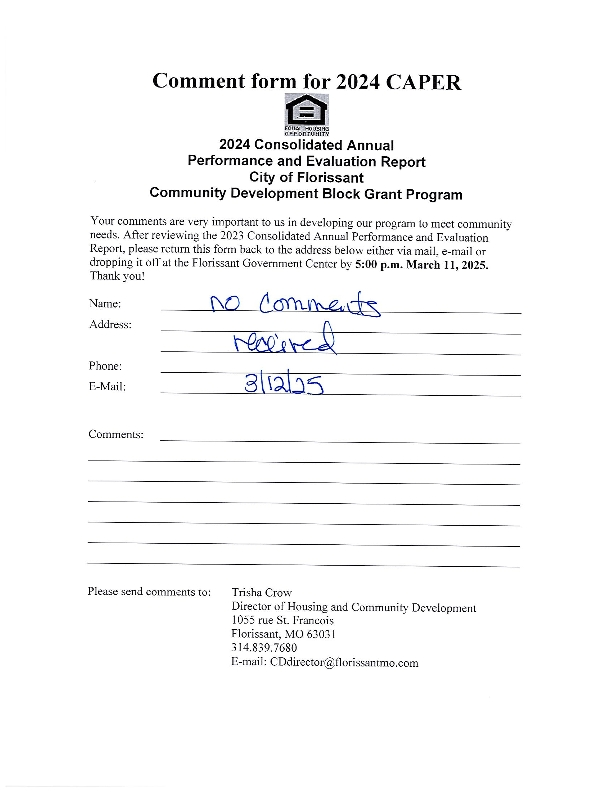 Comment form for 2024 CAPER
EQUAL HOUSING
OPPORTUNITY
2024 Consolidated Annual
Performance and Evaluation Report
City of Florissant
Community Development Block Grant Program
Your comments are very important to us in developing our program to meet community
needs. After reviewing the 2023 Consolidated Annual Performance and Evaluation
Report, please return this form back to the address below either via mail, e-mail or
dropping it off at the Florissant Government Center by 5:00 p.m. March 11, 2025.
Thank you!
Name: no Comments
Address:
received
Phone:
E-Mail: 3/12/25
Comments:
Please send comments to: Trisha Crow
Director of Housing and Community Development
1055 rue St. Francois
Florissant, MO 63031
314.839.7680
E-mail: CDdirector@florissantmo.com